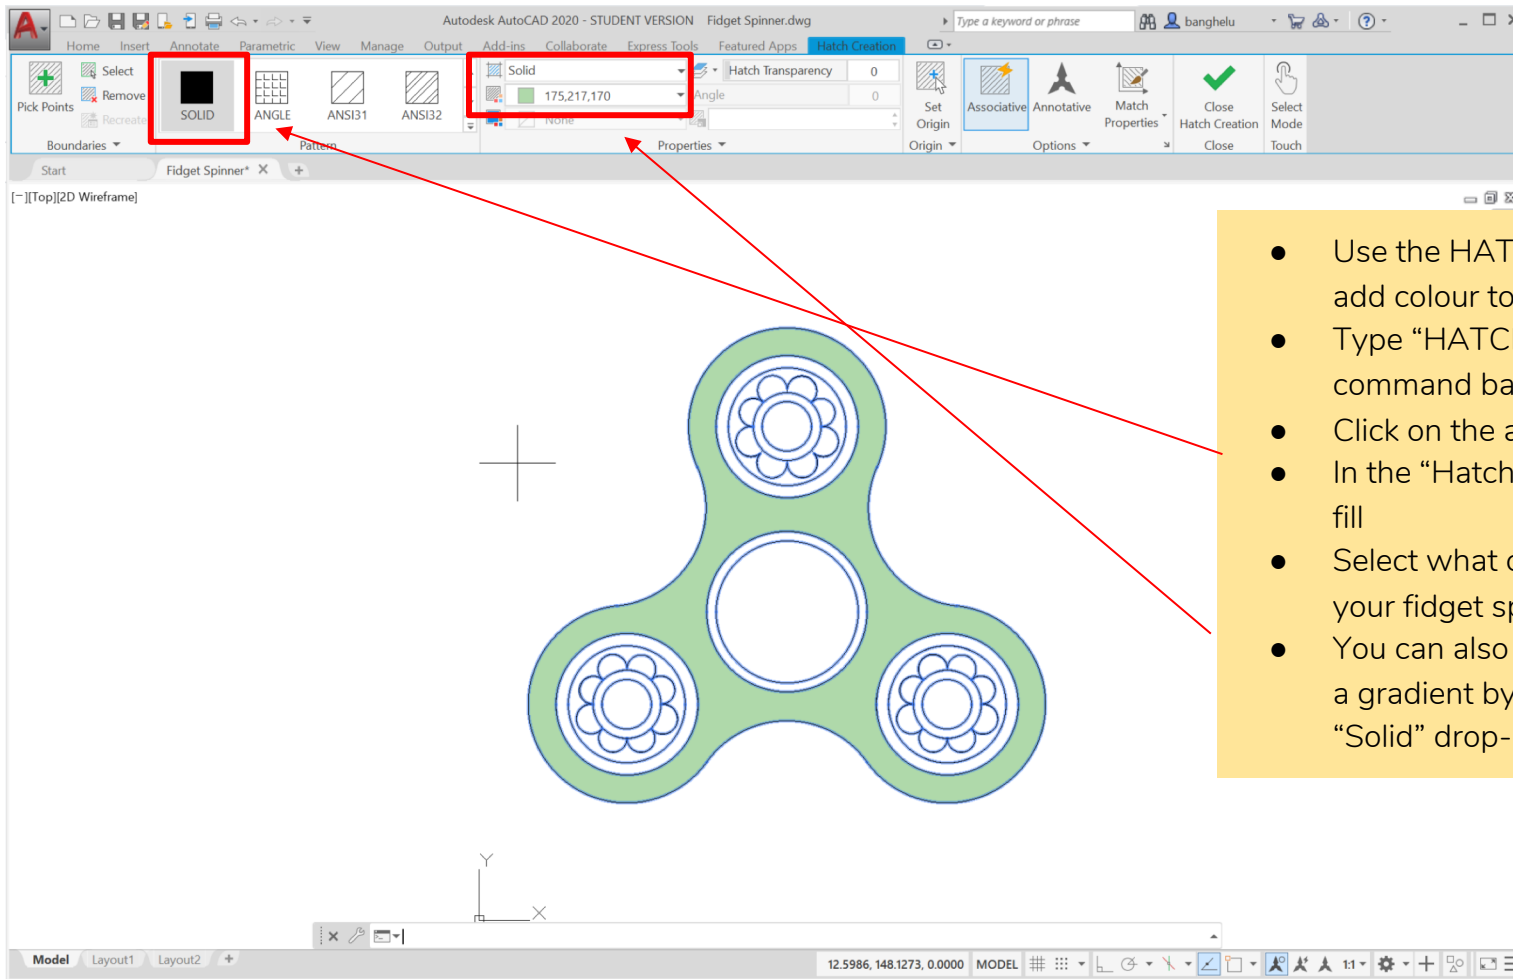 Autodesk AutoCAD 2020 - STUDENT VERSION Fidget Spinner.dwg
Type a keyword or phrase
banghelu
Home Insert Annotate Parametric View Manage Output Add-ins Collaborate Express Tools Featured Apps Hatch Creation
Pick Points
Select
Remove
Recreate
Boundaries
SOLID
ANGLE
ANSI31
ANSI32
Pattern
Solid
175,217,170
None
Hatch Transparency 0
Angle 0
Properties
Set
Origin
Origin
Associative
Annotative
Match
Properties
Options
Close
Hatch Creation
Close
Select
Mode
Touch
Start
Fidget Spinner*
[−][Top][2D Wireframe]
● Use the HAT
add colour to
● Type “HATC
command ba
● Click on the a
● In the “Hatch
fill
● Select what
your fidget s
● You can also
a gradient by
“Solid” drop-
Y
X
Model Layout1 Layout2 +
12.5986, 148.1273, 0.0000 MODEL
1:1